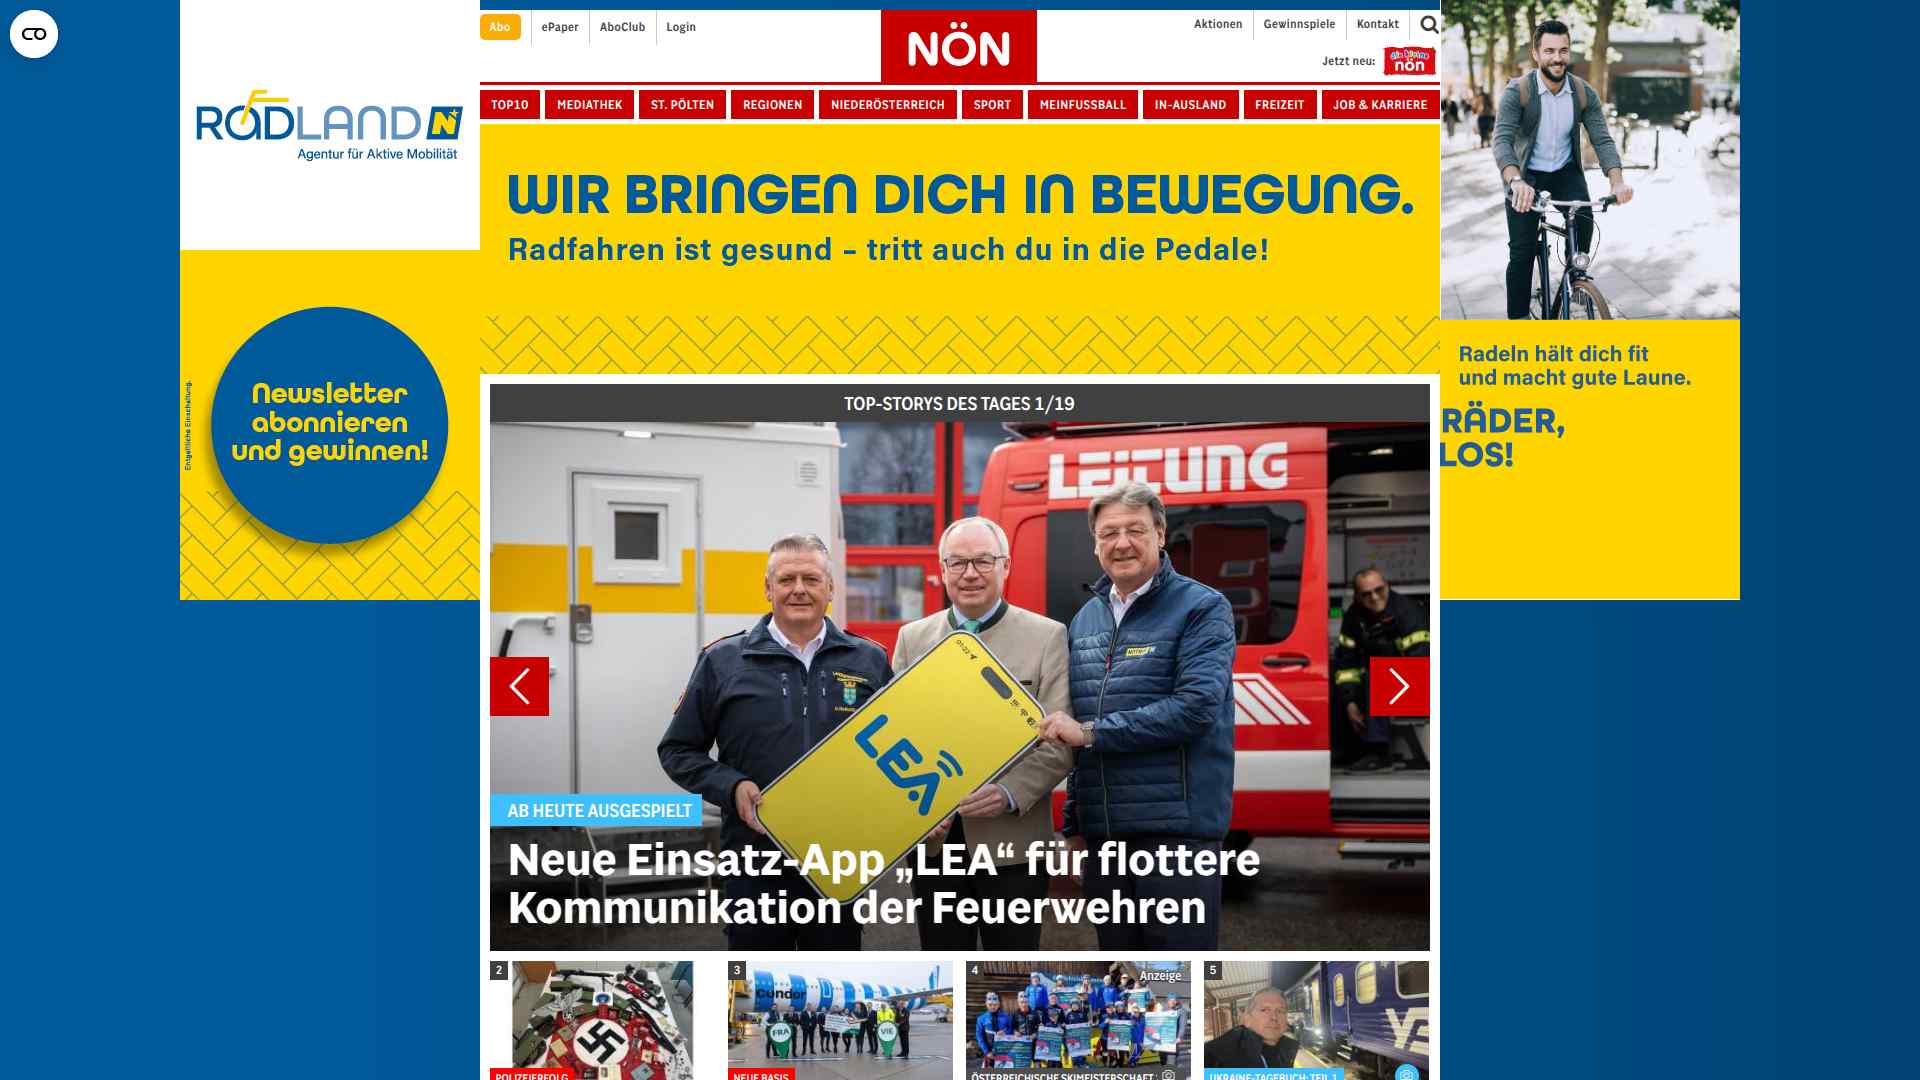 Abo
ePaper
AboClub
Login
NÖN
Aktionen
Gewinnspiele
Kontakt
Jetzt neu:
die kleine
nön
TOP10
MEDIATHEK
ST. PÖLTEN
REGIONEN
NIEDERÖSTERREICH
SPORT
MEINFUSSBALL
IN-AUSLAND
FREIZEIT
JOB & KARRIERE
RADLAND N
Agentur für Aktive Mobilität
WIR BRINGEN DICH IN BEWEGUNG.
Radfahren ist gesund – tritt auch du in die Pedale!
Entgeltliche Einschaltung.
Newsletter
abonnieren
und gewinnen!
Radeln hält dich fit
und macht gute Laune.
RÄDER,
LOS!
TOP-STORYS DES TAGES 1/19
LEITUNG
01:22
LEA
AB HEUTE AUSGESPIELT
Neue Einsatz-App „LEA“ für flottere
Kommunikation der Feuerwehren
2
POLIZEIERFOLG
3
Condor
FRA
VIE
NEUE BASIS
4
Anzeige
ÖSTERREICHISCHE SKIMEISTERSCHAFT
5
UKRAINE-TAGEBUCH: TEIL 1